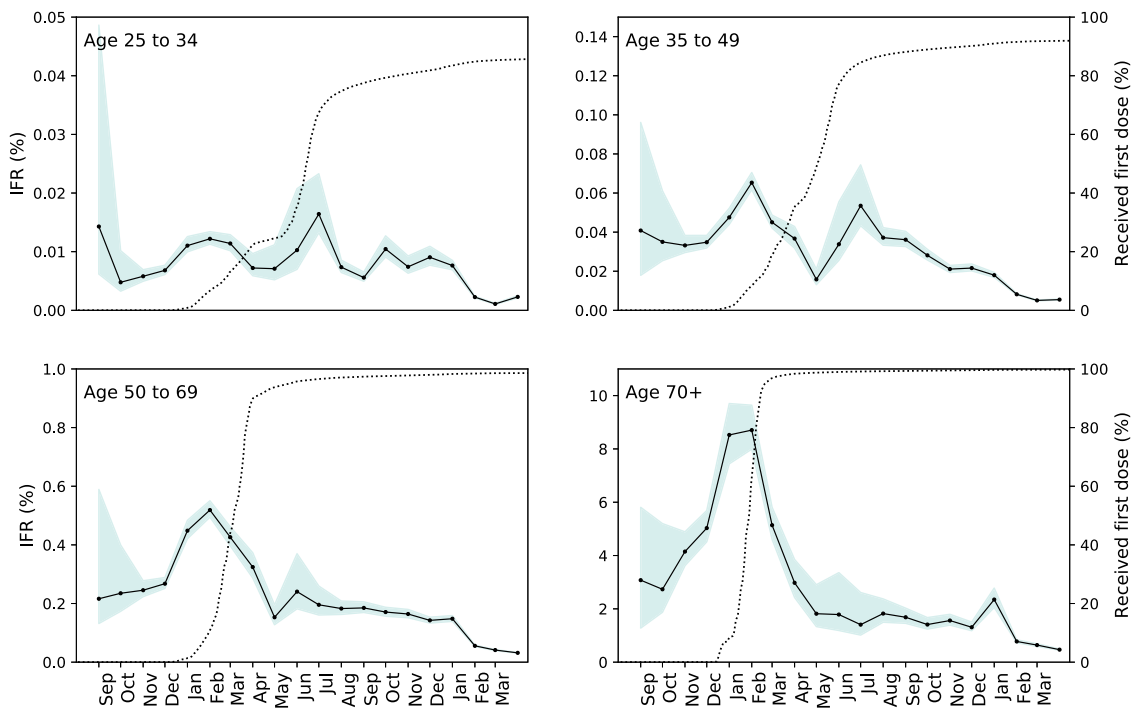 Age 25 to 34
0.05
0.04
0.03
0.02
0.01
0.00
IFR (%)
Age 35 to 49
0.14
0.12
0.10
0.08
0.06
0.04
0.02
0.00
100
80
60
40
20
0
Received first dose (%)
Age 50 to 69
1.0
0.8
0.6
0.4
0.2
0.0
IFR (%)
Sep
Oct
Nov
Dec
Jan
Feb
Mar
Apr
May
Jun
Jul
Aug
Sep
Oct
Nov
Dec
Jan
Feb
Mar
Age 70+
10
8
6
4
2
0
100
80
60
40
20
0
Received first dose (%)
Sep
Oct
Nov
Dec
Jan
Feb
Mar
Apr
May
Jun
Jul
Aug
Sep
Oct
Nov
Dec
Jan
Feb
Mar